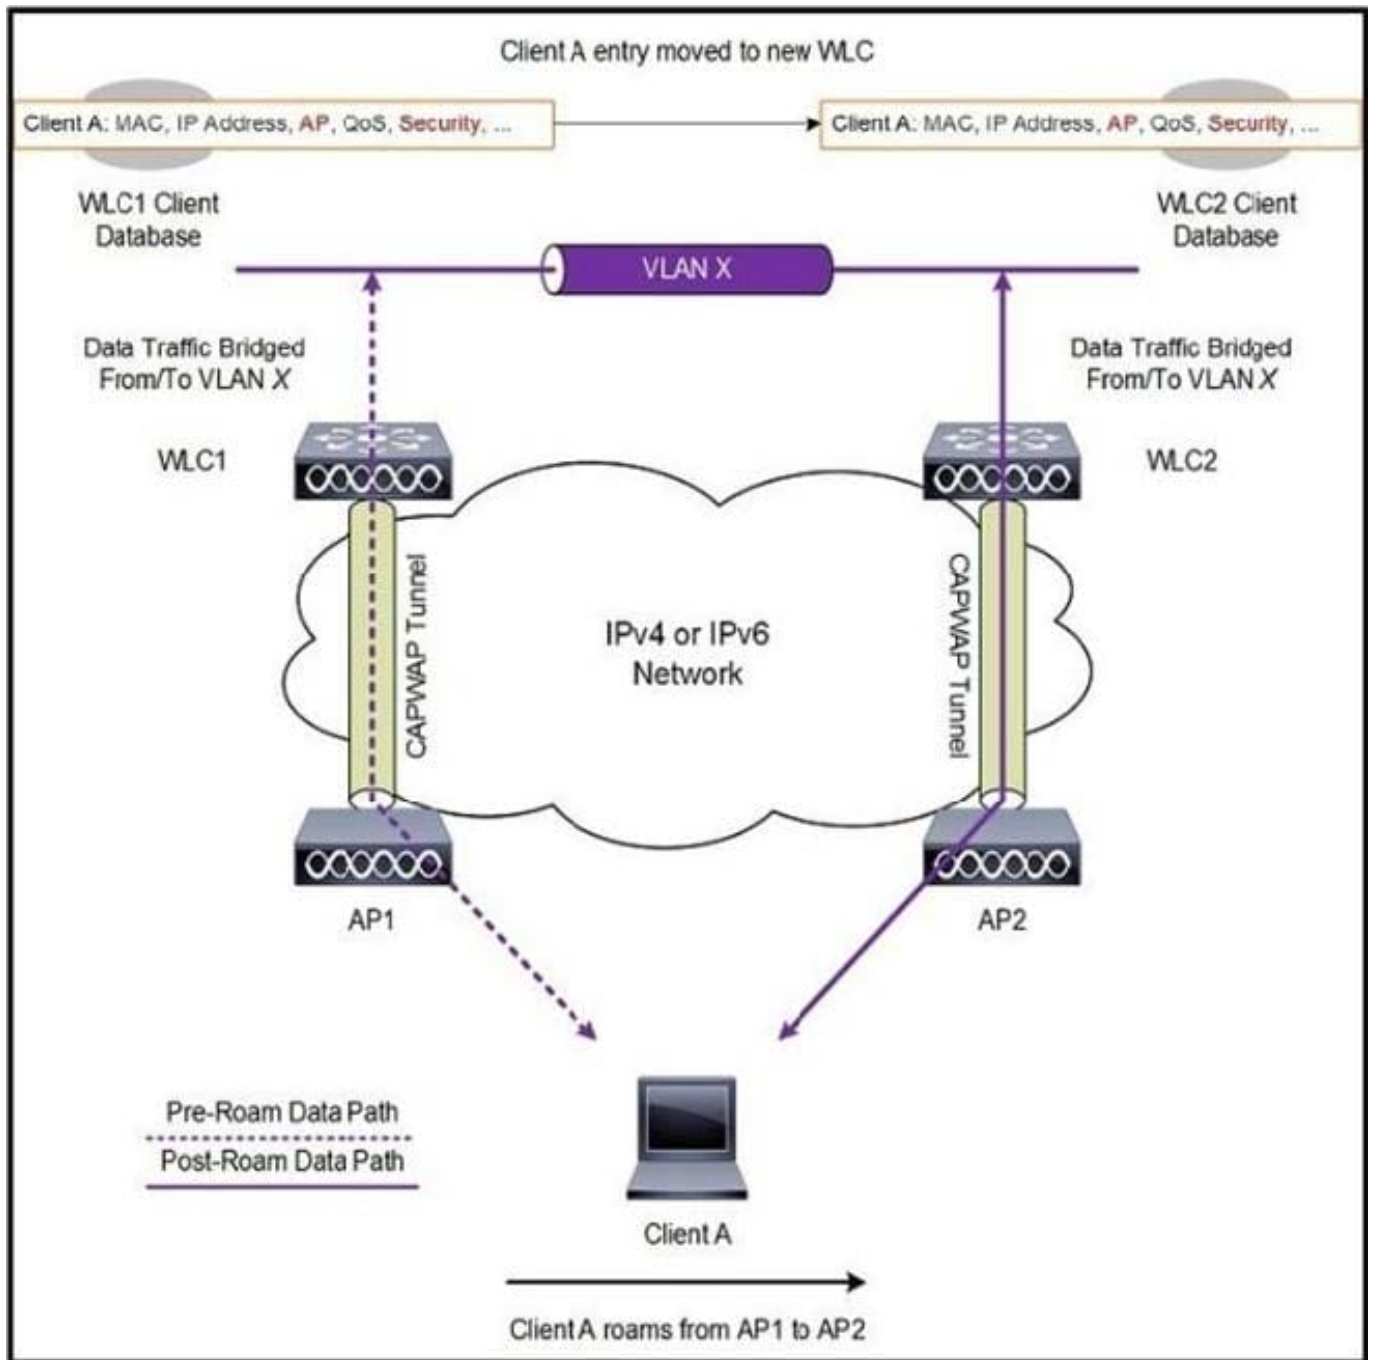 Client A entry moved to new WLC
Client A: MAC, IP Address, AP, QoS, Security, ...
Client A: MAC, IP Address, AP, QoS, Security, ...
WLC1 Client
Database
WLC2 Client
Database
VLAN X
Data Traffic Bridged
From/To VLAN X
Data Traffic Bridged
From/To VLAN X
WLC1
WLC2
CAPWAP Tunnel
IPv4 or IPv6
Network
CAPWAP Tunnel
AP1
AP2
Pre-Roam Data Path
Post-Roam Data Path
Client A
Client A roams from AP1 to AP2